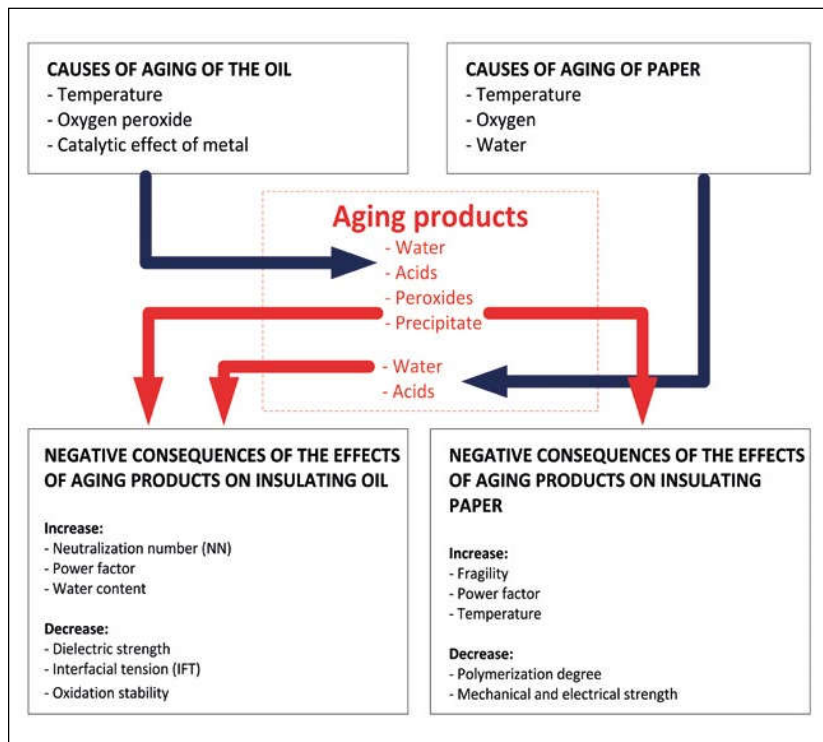 CAUSES OF AGING OF THE OIL
- Temperature
- Oxygen peroxide
- Catalytic effect of metal
CAUSES OF AGING OF PAPER
- Temperature
- Oxygen
- Water
Aging products
- Water
- Acids
- Peroxides
- Precipitate
- Water
- Acids
NEGATIVE CONSEQUENCES OF THE EFFECTS
OF AGING PRODUCTS ON INSULATING OIL
Increase:
- Neutralization number (NN)
- Power factor
- Water content
Decrease:
- Dielectric strength
- Interfacial tension (IFT)
- Oxidation stability
NEGATIVE CONSEQUENCES OF THE EFFECTS
OF AGING PRODUCTS ON INSULATING
PAPER
Increase:
- Fragility
- Power factor
- Temperature
Decrease:
- Polymerization degree
- Mechanical and electrical strength